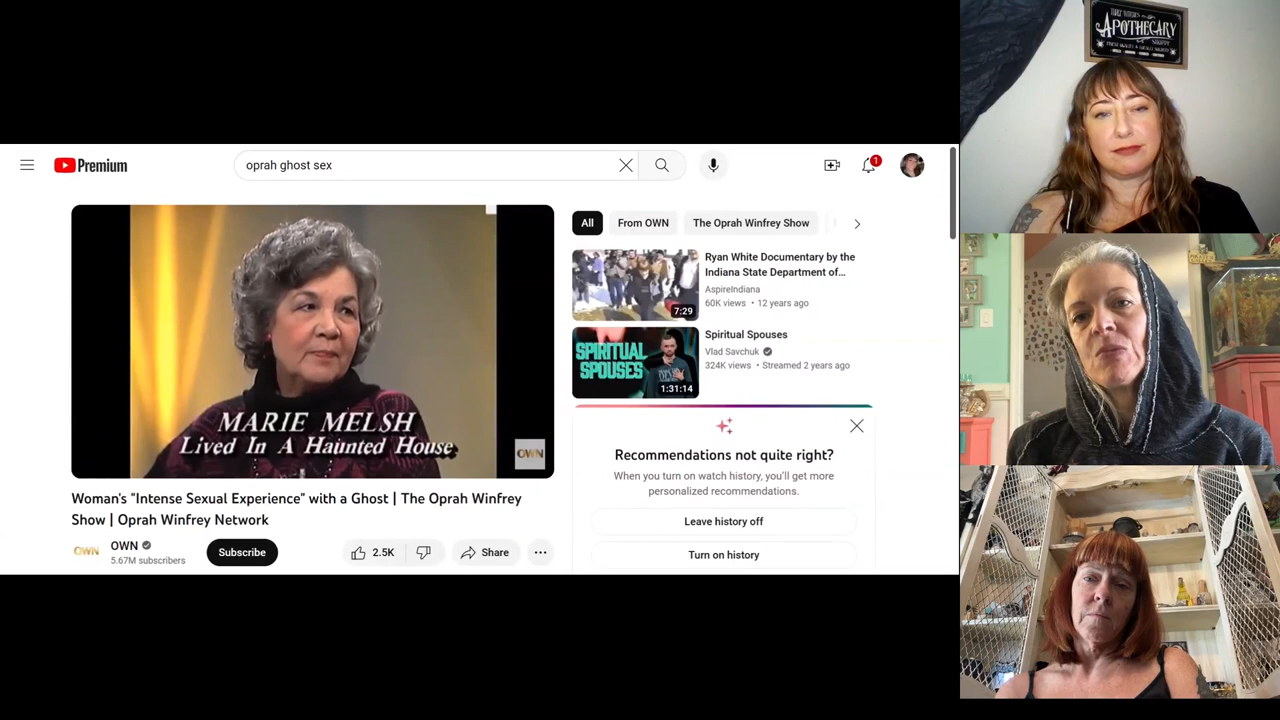 Premium
oprah ghost sex
1
MARIE MELSH
Lived In A Haunted House
OWN
Woman's "Intense Sexual Experience" with a Ghost | The Oprah Winfrey
Show | Oprah Winfrey Network
OWN
OWN
5.67M subscribers
Subscribe
2.5K
Share
All
From OWN
The Oprah Winfrey Show
Ryan White Documentary by the
Indiana State Department of...
AspireIndiana
60K views • 12 years ago
7:29
SPIRITUAL
SPOUSES
1:31:14
Spiritual Spouses
Vlad Savchuk
324K views • Streamed 2 years ago
Recommendations not quite right?
When you turn on watch history, you'll get more
personalized recommendations.
Leave history off
Turn on history
APOTHECARY